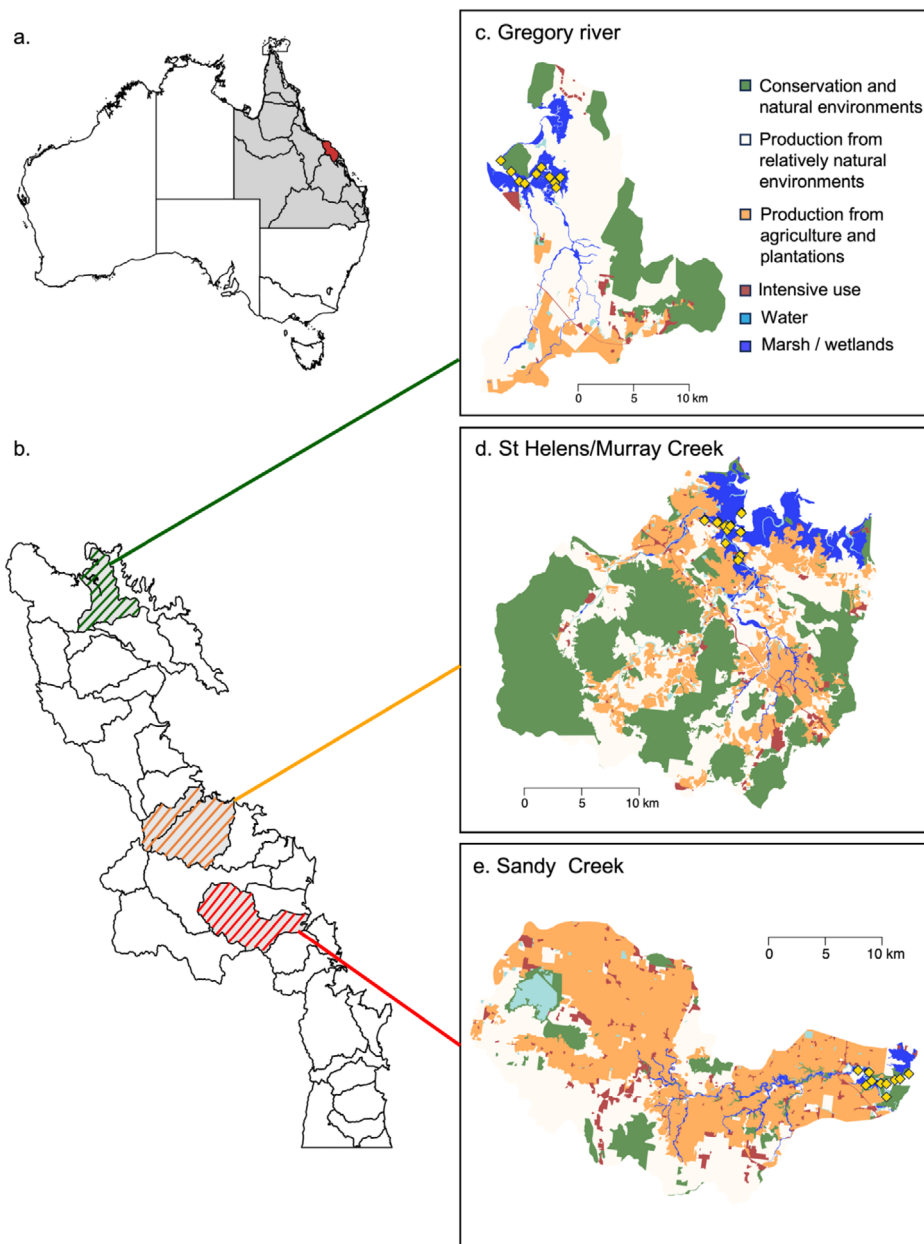 a.
c. Gregory river
Conservation and
natural environments
Production from
relatively natural
environments
Production from
agriculture and
plantations
Intensive use
Water
Marsh / wetlands
0 5 10 km
b.
d. St Helens/Murray Creek
0 5 10 km
e. Sandy Creek
0 5 10 km